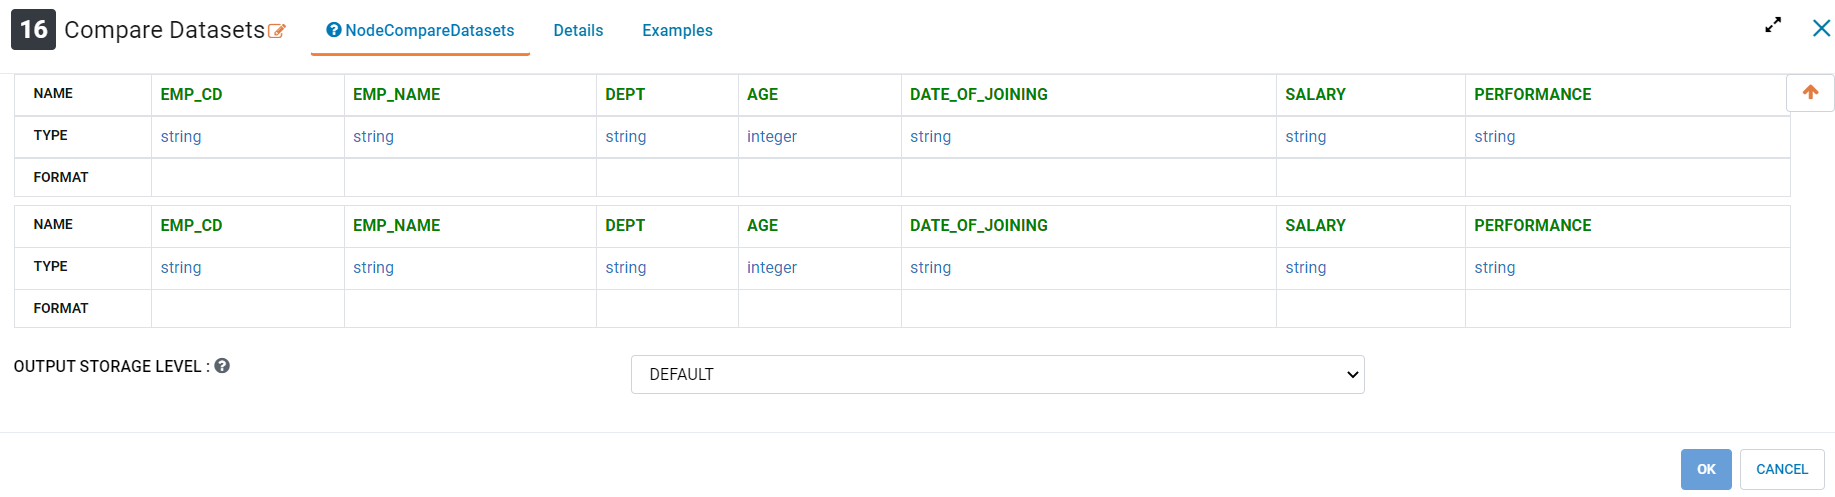 16 Compare Datasets NodeCompareDatasets Details Examples
NAME EMP_CD EMP_NAME DEPT AGE DATE_OF_JOINING SALARY PERFORMANCE
TYPE string string string integer string string string
FORMAT
NAME EMP_CD EMP_NAME DEPT AGE DATE_OF_JOINING SALARY PERFORMANCE
TYPE string string string integer string string string
FORMAT
OUTPUT STORAGE LEVEL : DEFAULT
OK CANCEL